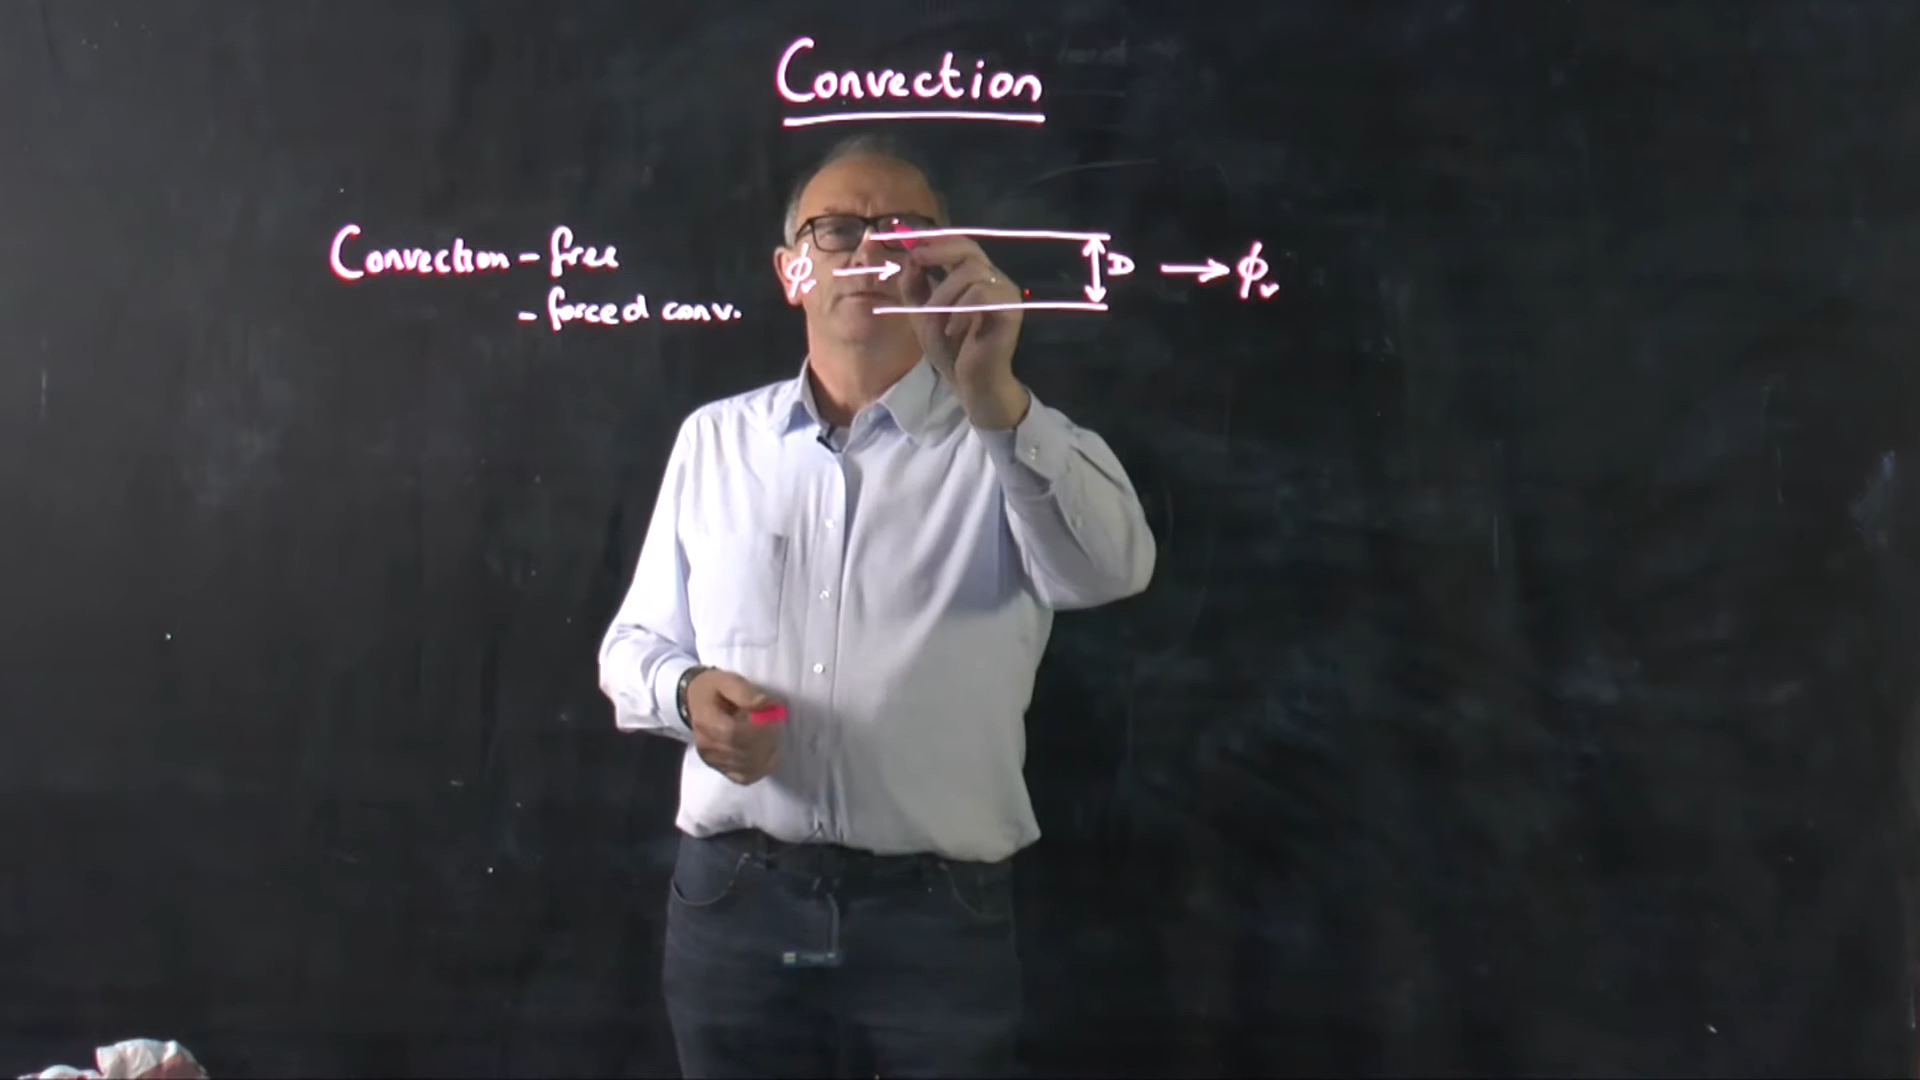 Convection
Convection - free
- forced conv.
ϕᵥ → D → ϕᵥ